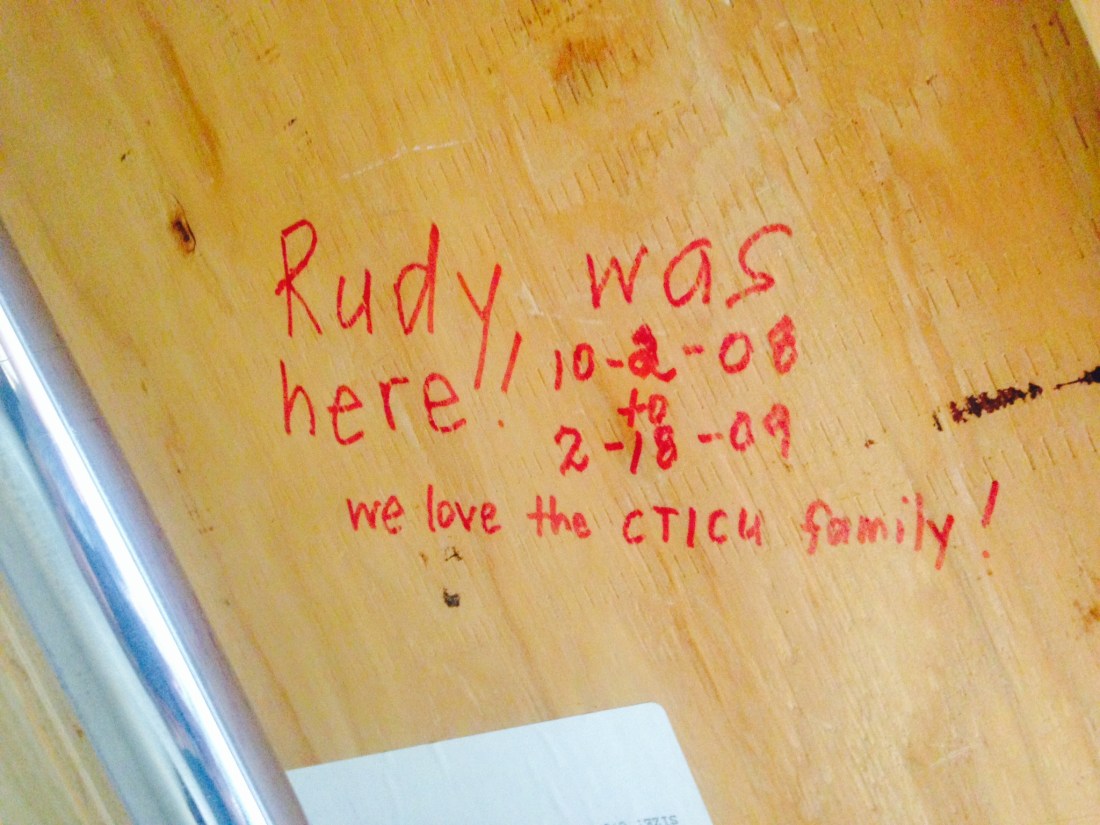 Rudy was
here!! 10-2-08
to
2-18-09
we love the CTICU family!